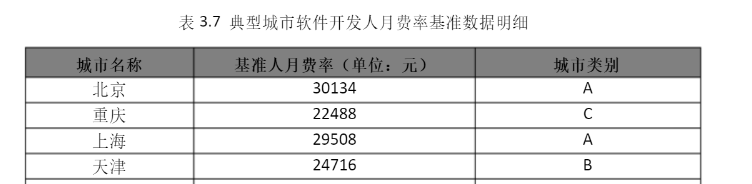 表 3.7 典型城市软件开发人月费率基准数据明细
城市名称 基准人月费率（单位：元） 城市类别
北京 30134 A
重庆 22488 C
上海 29508 A
天津 24716 B